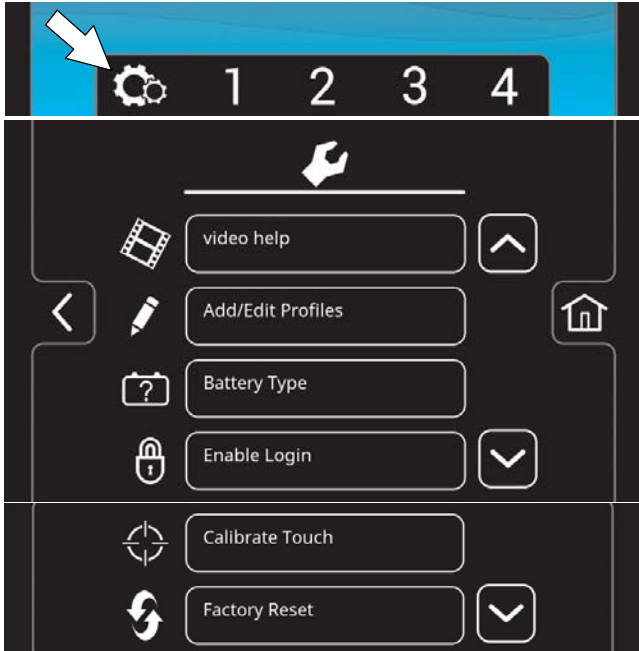 1 2 3 4
video help
Add/Edit Profiles
Battery Type
?
Enable Login
Calibrate Touch
Factory Reset